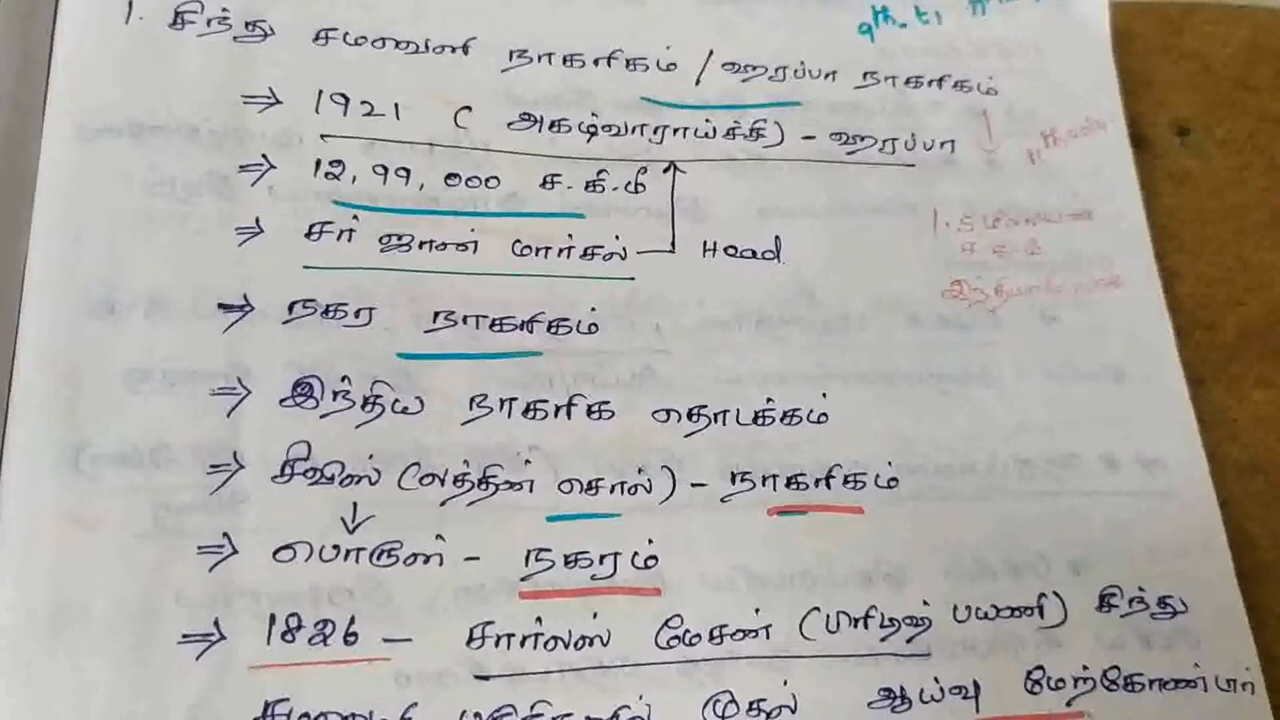 1. சிந்து சமவெளி நாகரிகம் / ஹரப்பா நாகரிகம்
⇒ 1921 ( அகழ்வாராய்ச்சி) - ஹரப்பா
⇒ 12,99,000 ச.கி.மீ
⇒ சர் ஜான் மார்சல் Head
⇒ நகர நாகரிகம்
⇒ இந்திய நாகரிக தொடக்கம்
⇒ சிவிஸ் (லத்தின் சொல்) - நாகரிகம்
⇒ பொருள் - நகரம்
⇒ 1826 - சார்லஸ் மேசன் (பிரிடிஷ் பயணி) சிந்து
முதல் ஆய்வு மேற்கொண்டார்